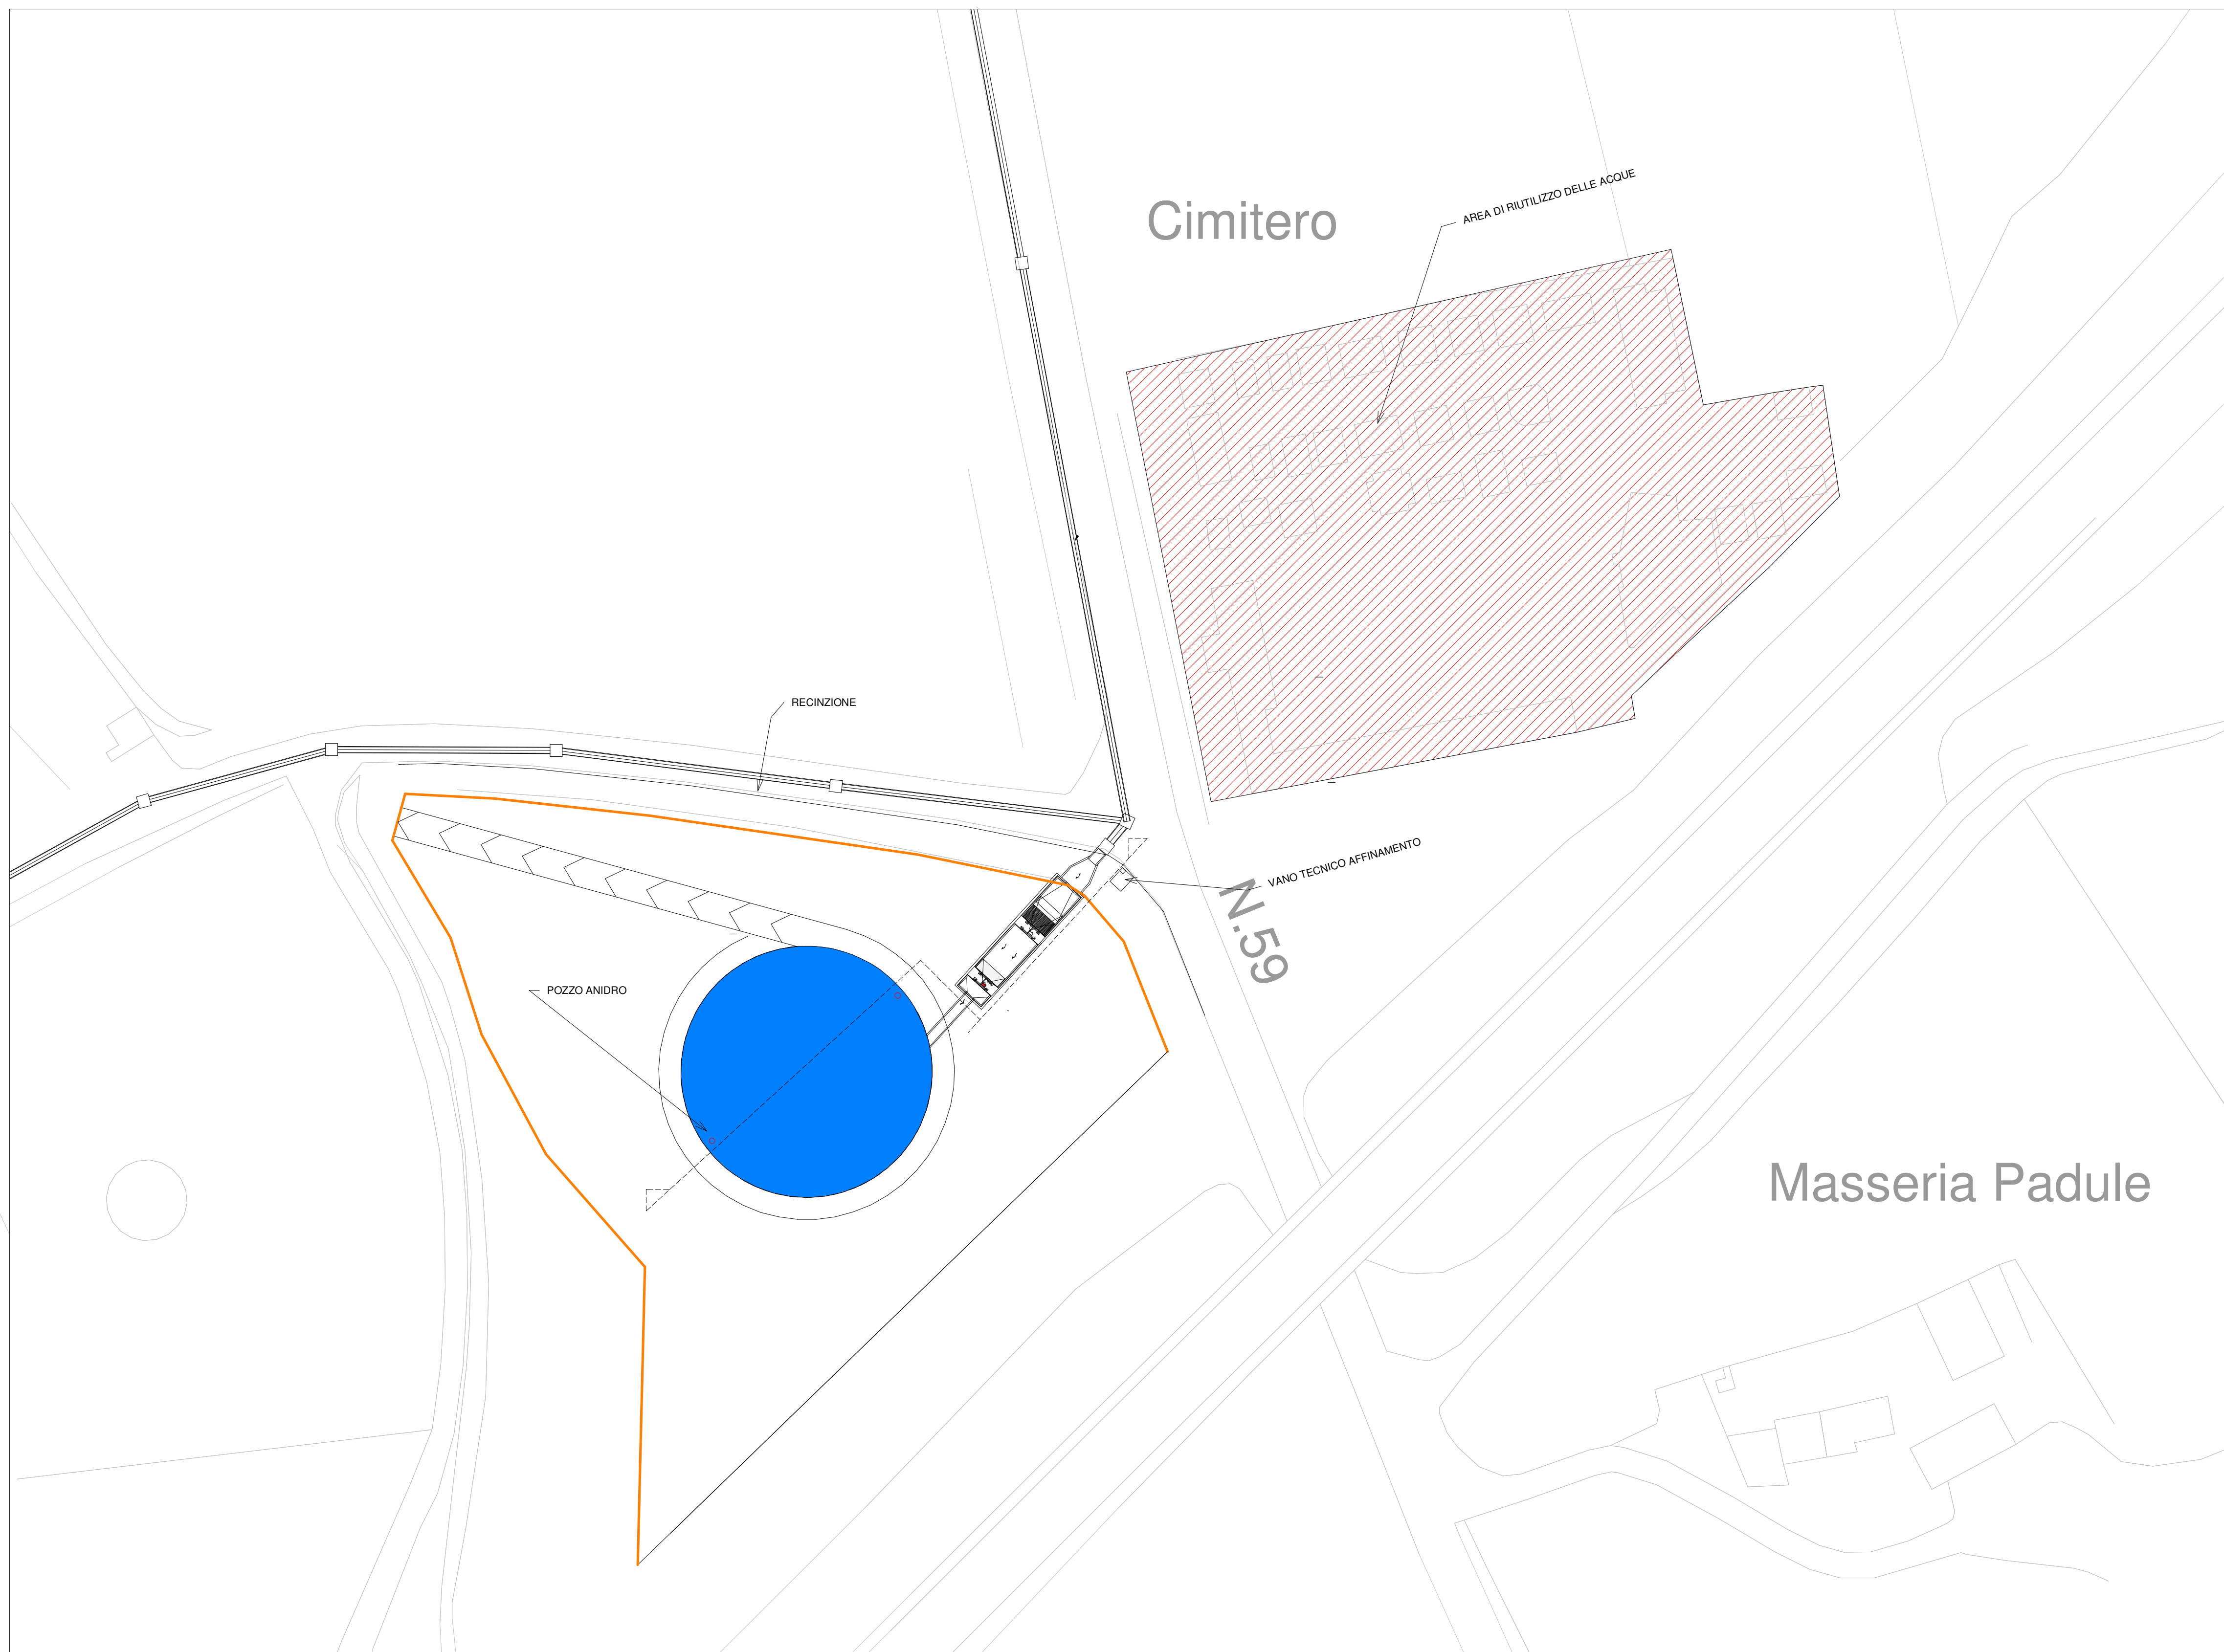 AREA DI RIUTILIZZO DELLE ACQUE
Cimitero
RECINZIONE
VANO TECNICO AFFINAMENTO
N.59
POZZO ANIDRO
Masseria Padule